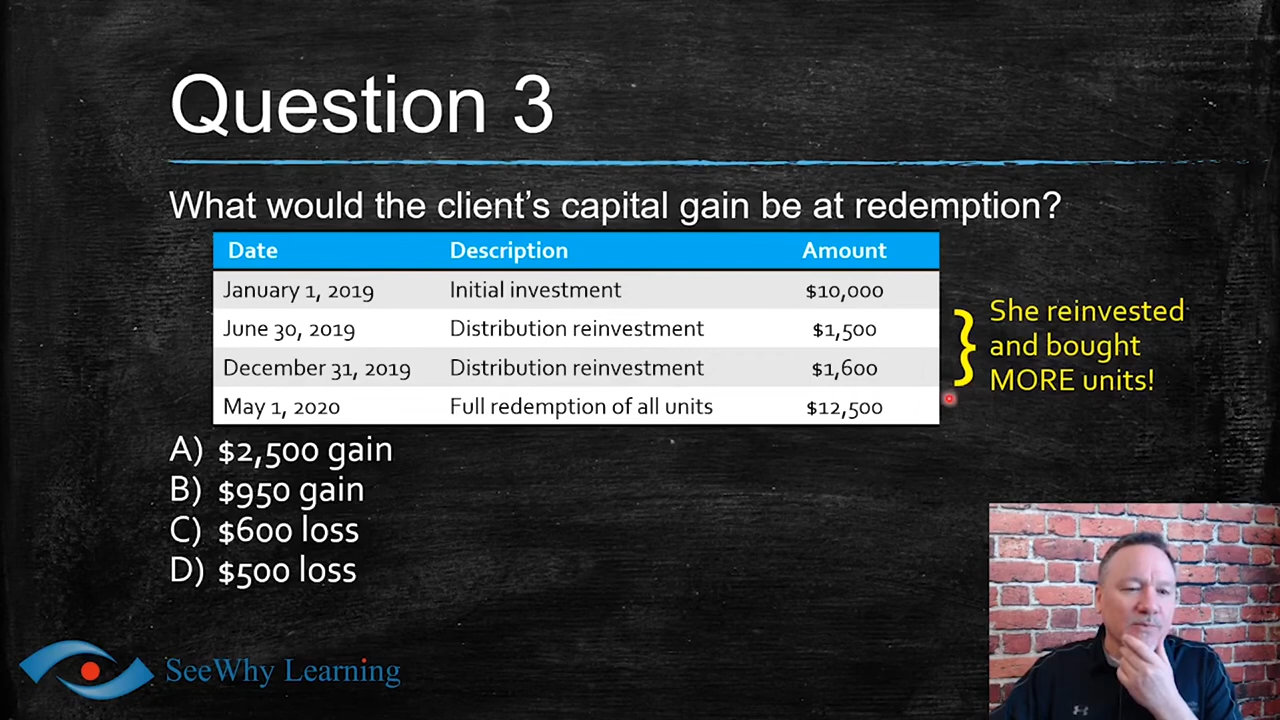 Question 3
What would the client's capital gain be at redemption?
Date Description Amount
January 1, 2019 Initial investment $10,000
June 30, 2019 Distribution reinvestment $1,500
December 31, 2019 Distribution reinvestment $1,600
May 1, 2020 Full redemption of all units $12,500
She reinvested
and bought
MORE units!
A) $2,500 gain
B) $950 gain
C) $600 loss
D) $500 loss
SeeWhy Learning